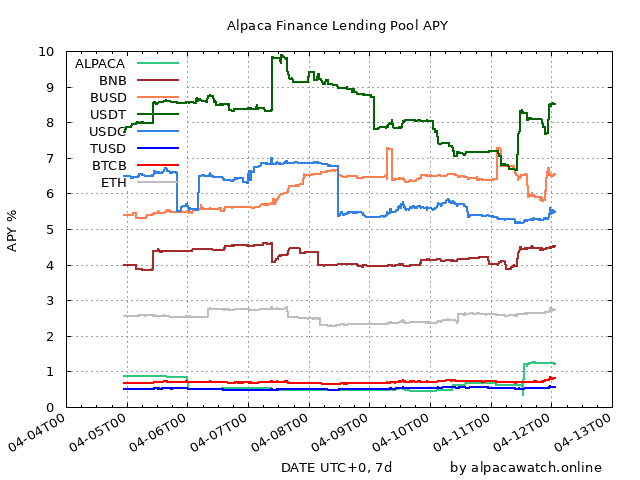 Alpaca Finance Lending Pool APY
10
9
8
7
6
5
4
3
2
1
0
APY %
ALPACA
BNB
BUSD
USDT
USDC
TUSD
BTCB
ETH
04-04T00
04-05T00
04-06T00
04-07T00
04-08T00
04-09T00
04-10T00
04-11T00
04-12T00
04-13T00
DATE UTC+0, 7d
by alpacawatch.online